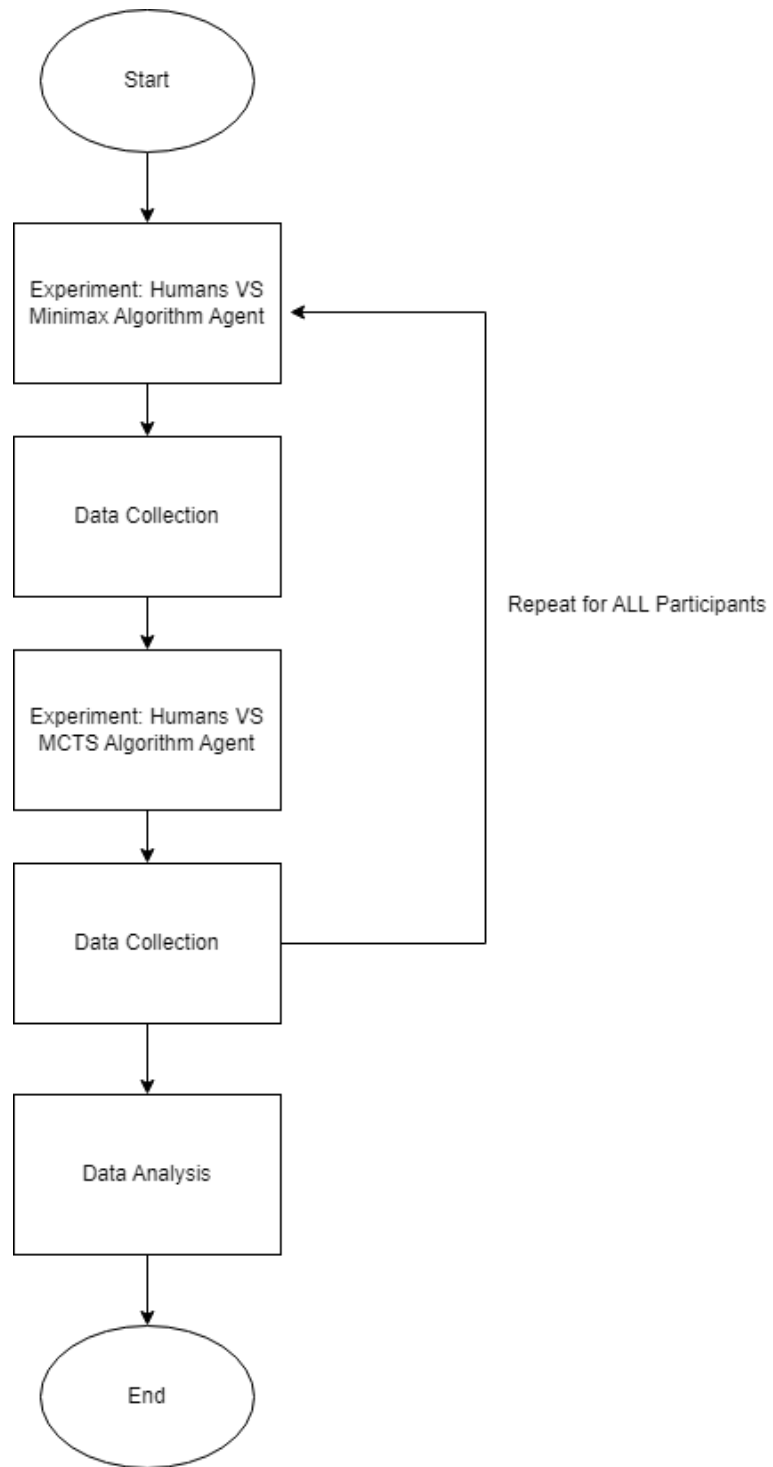 Start
Experiment: Humans VS
Minimax Algorithm Agent
Data Collection
Repeat for ALL Participants
Experiment: Humans VS
MCTS Algorithm Agent
Data Collection
Data Analysis
End